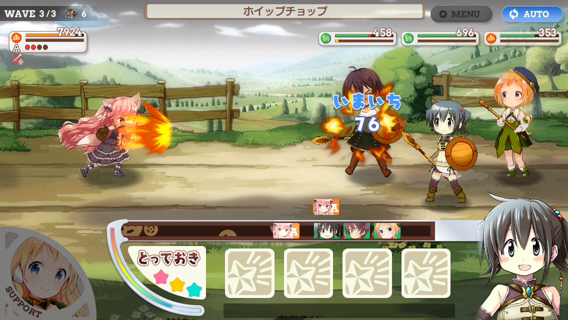 WAVE 3/3 6
ホイップチョップ
MENU
AUTO
7924
A
458
696
353
いまいち
76
とっておき
SUPPORT